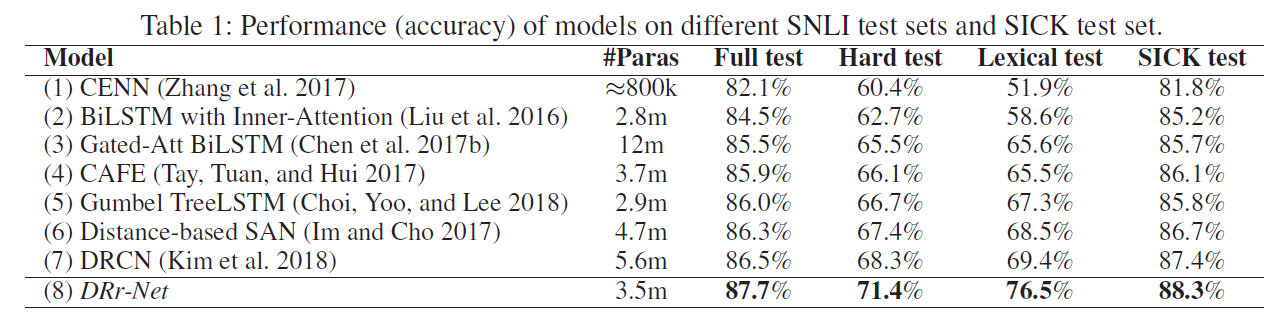 Table 1: Performance (accuracy) of models on different SNLI test sets and SICK test set.
Model #Paras Full test Hard test Lexical test SICK test
(1) CENN (Zhang et al. 2017) ≈800k 82.1% 60.4% 51.9% 81.8%
(2) BiLSTM with Inner-Attention (Liu et al. 2016) 2.8m 84.5% 62.7% 58.6% 85.2%
(3) Gated-Att BiLSTM (Chen et al. 2017b) 12m 85.5% 65.5% 65.6% 85.7%
(4) CAFE (Tay, Tuan, and Hui 2017) 3.7m 85.9% 66.1% 65.5% 86.1%
(5) Gumbel TreeLSTM (Choi, Yoo, and Lee 2018) 2.9m 86.0% 66.7% 67.3% 85.8%
(6) Distance-based SAN (Im and Cho 2017) 4.7m 86.3% 67.4% 68.5% 86.7%
(7) DRCN (Kim et al. 2018) 5.6m 86.5% 68.3% 69.4% 87.4%
(8) DRr-Net 3.5m 87.7% 71.4% 76.5% 88.3%